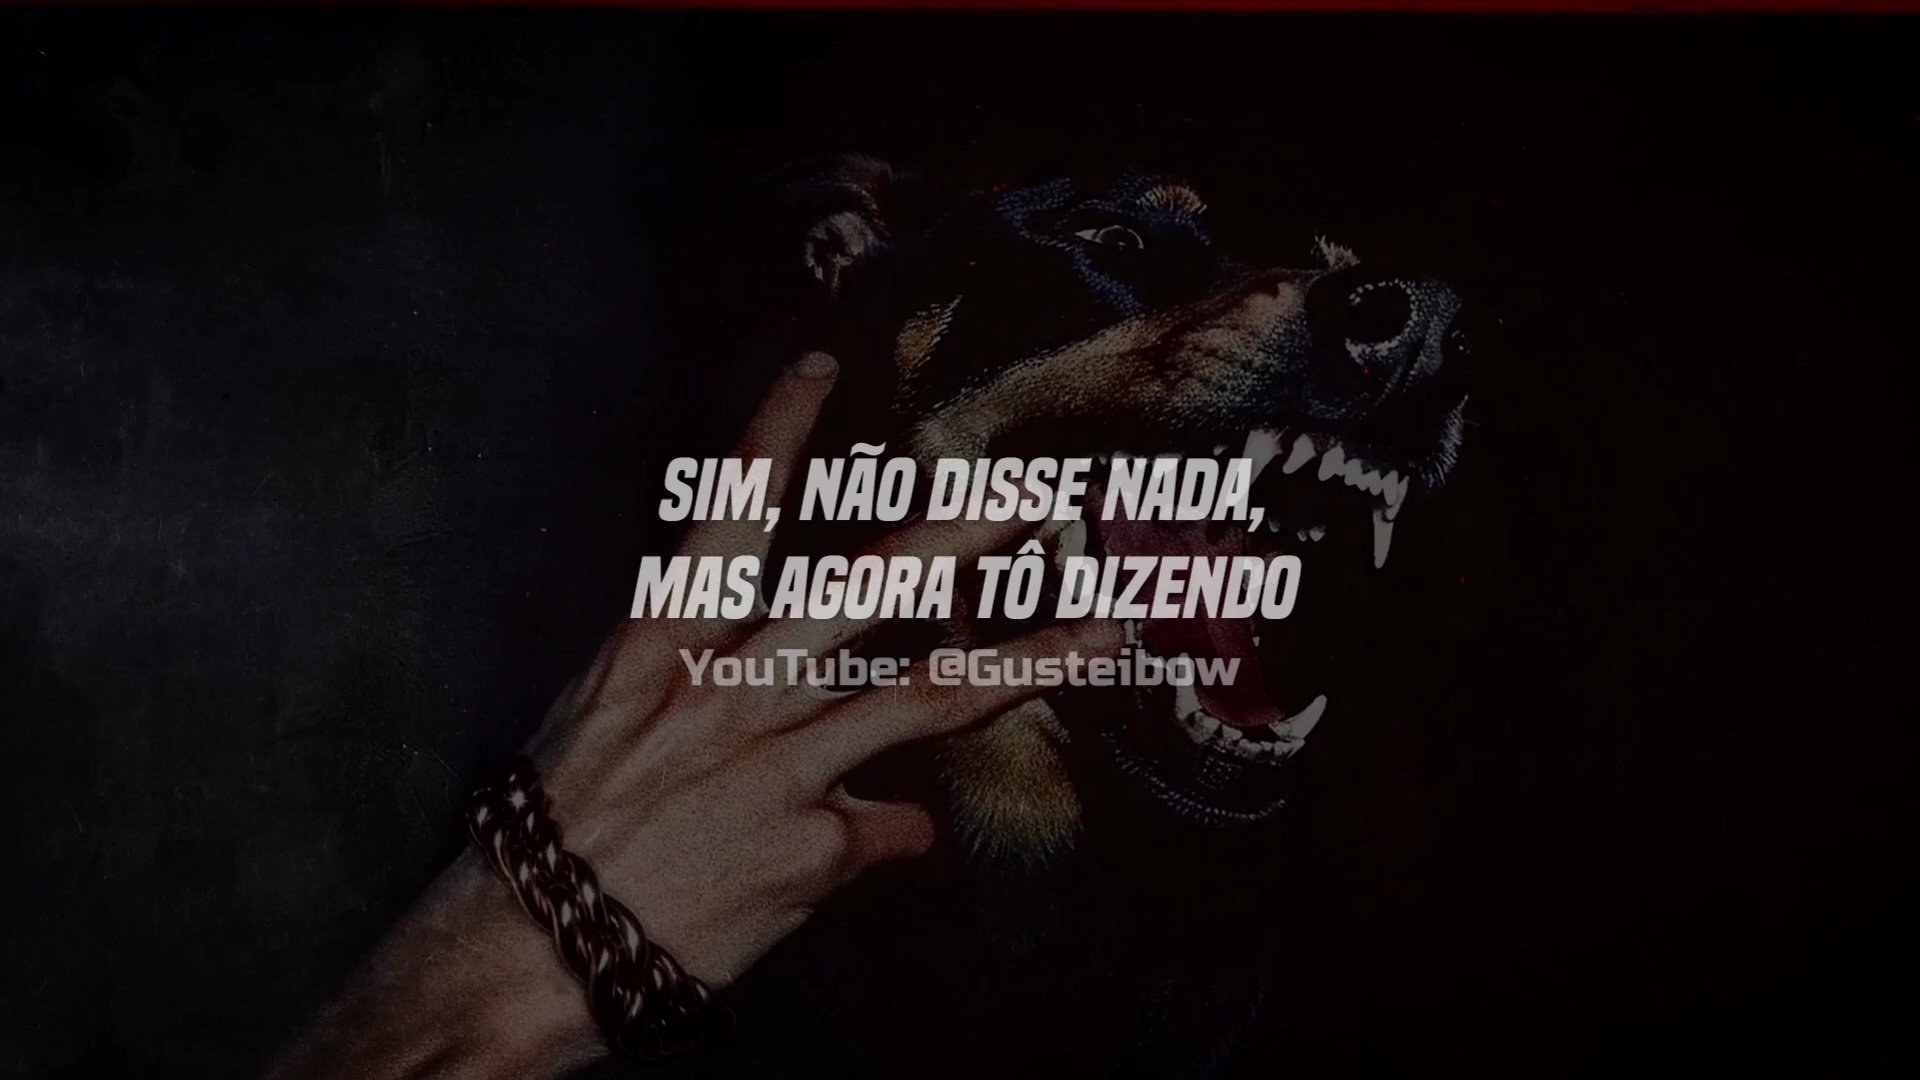 SIM, NÃO DISSE NADA,
MAS AGORA TÔ DIZENDO
YouTube: @Gusteibow